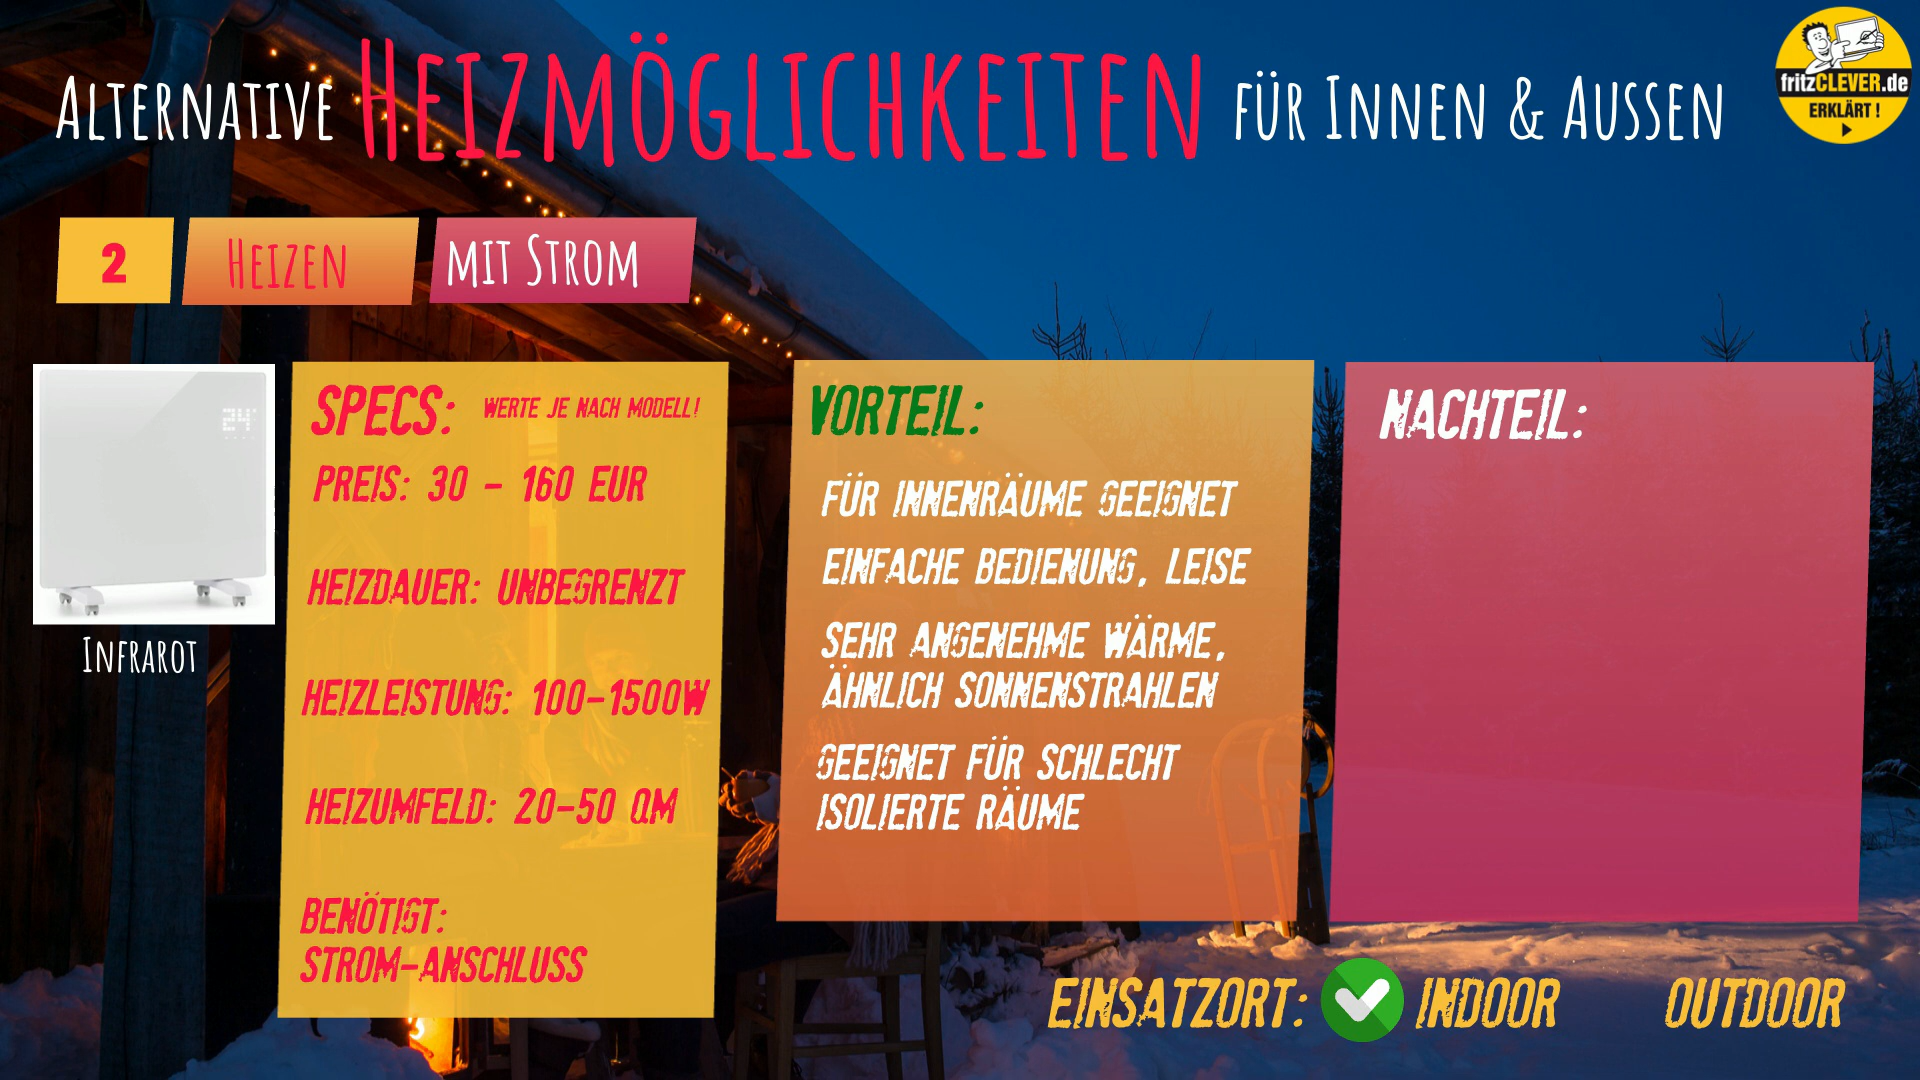 Alternative Heizmöglichkeiten für Innen & Aussen
fritzCLEVER.de
ERKLÄRT !
2 Heizen mit Strom
24°
Infrarot
SPECS: WERTE JE NACH MODELL!
PREIS: 30 - 160 EUR
HEIZDAUER: UNBEGRENZT
HEIZLEISTUNG: 100-1500W
HEIZUMFELD: 20-50 QM
BENÖTIGT:
STROM-ANSCHLUSS
VORTEIL:
FÜR INNENRÄUME GEEIGNET
EINFACHE BEDIENUNG, LEISE
SEHR ANGENEHME WÄRME,
ÄHNLICH SONNENSTRAHLEN
GEEIGNET FÜR SCHLECHT
ISOLIERTE RÄUME
NACHTEIL:
EINSATZORT: INDOOR OUTDOOR